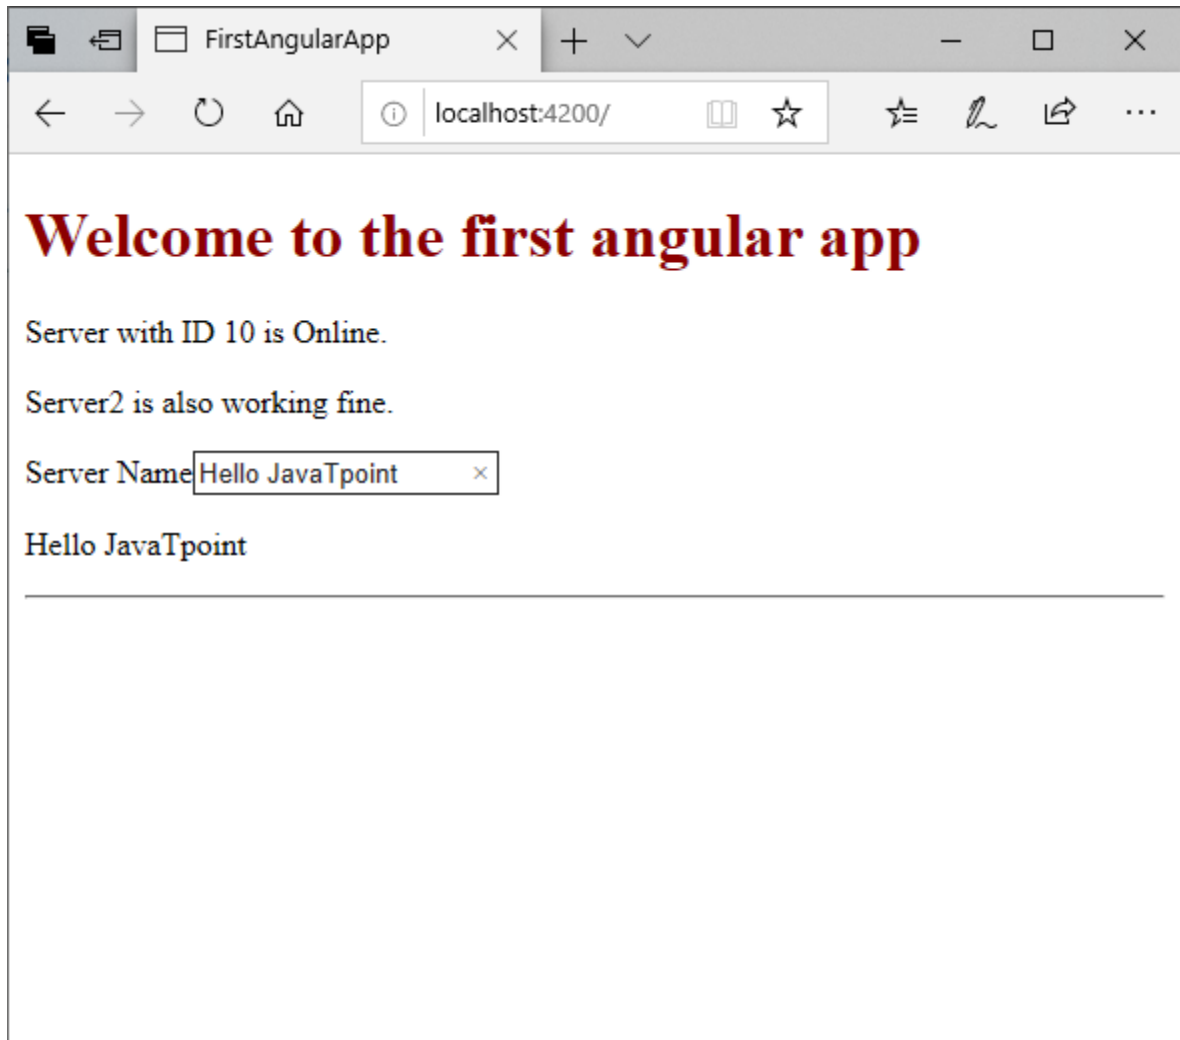 FirstAngularApp
localhost:4200/
Welcome to the first angular app
Server with ID 10 is Online.
Server2 is also working fine.
Server Name Hello JavaTpoint
Hello JavaTpoint